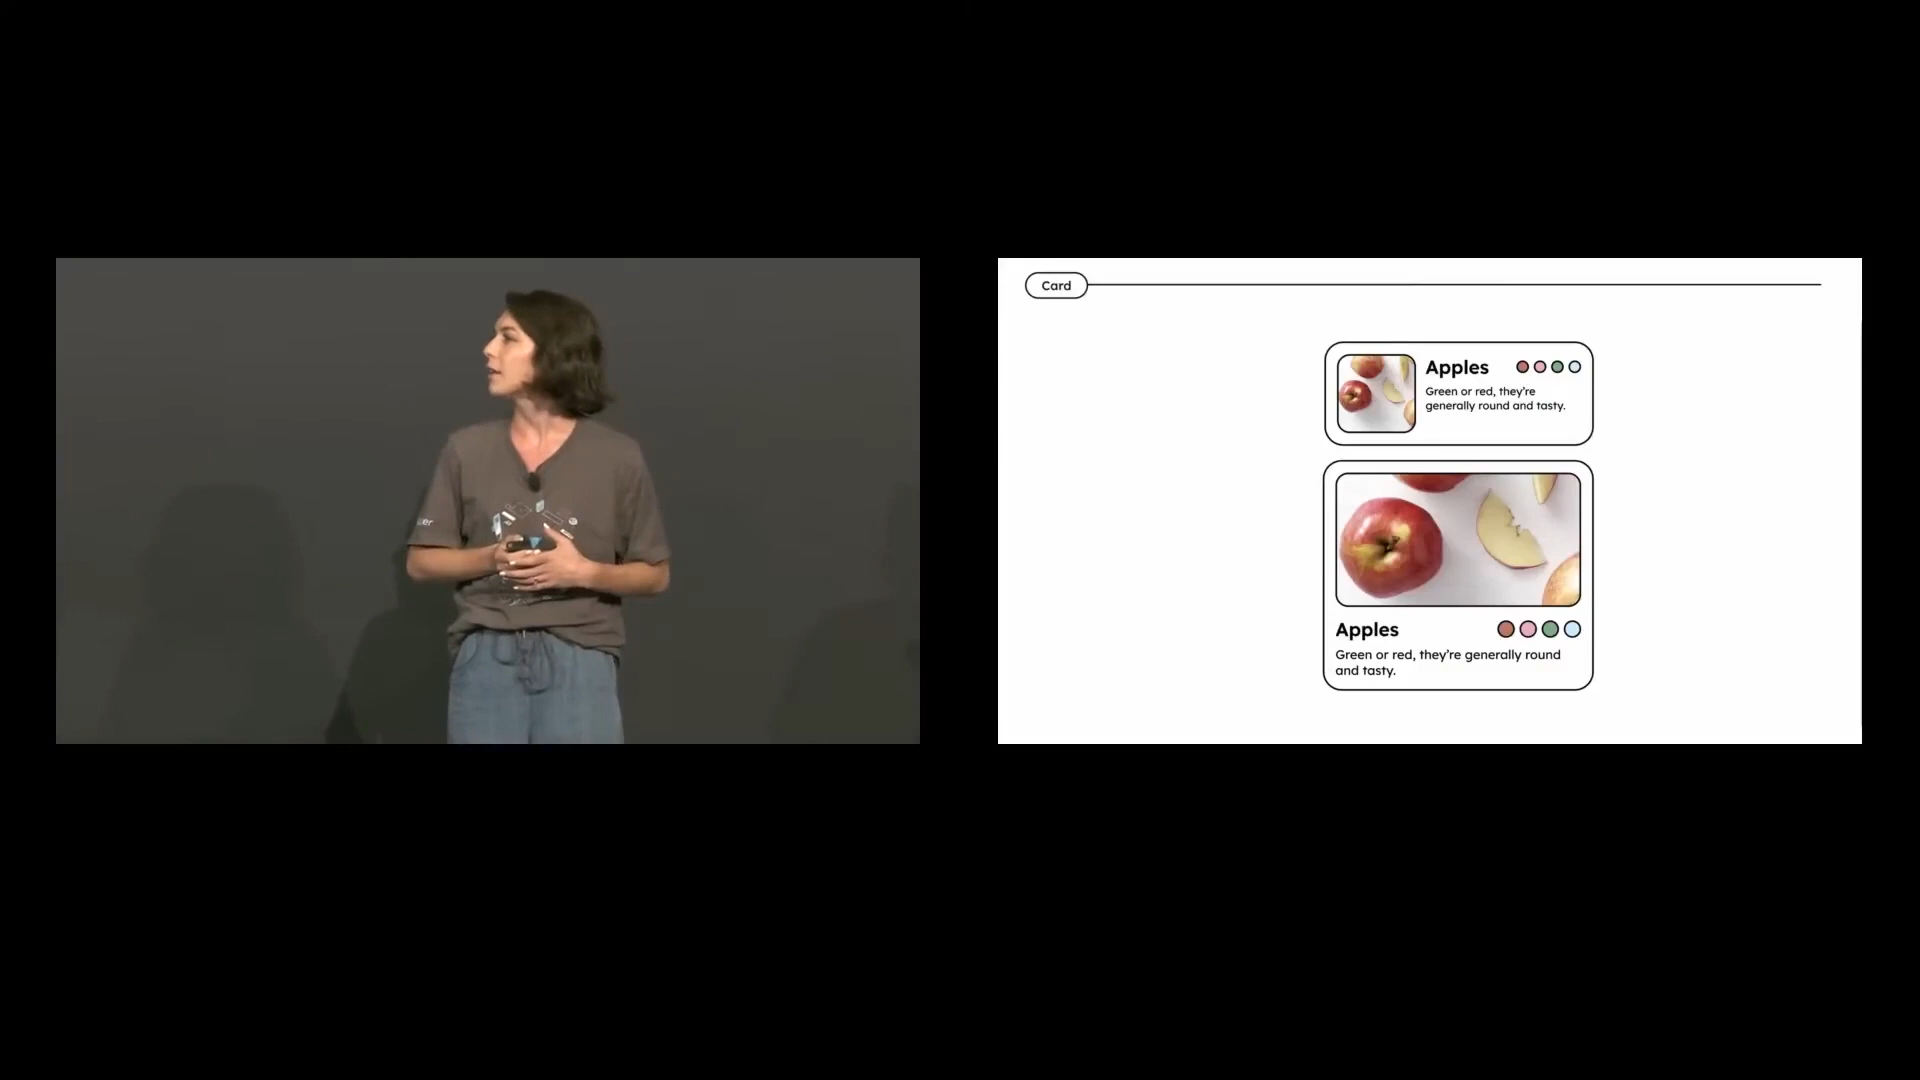 Card
Apples
Green or red, they're
generally round and tasty.
Apples
Green or red, they're generally round
and tasty.